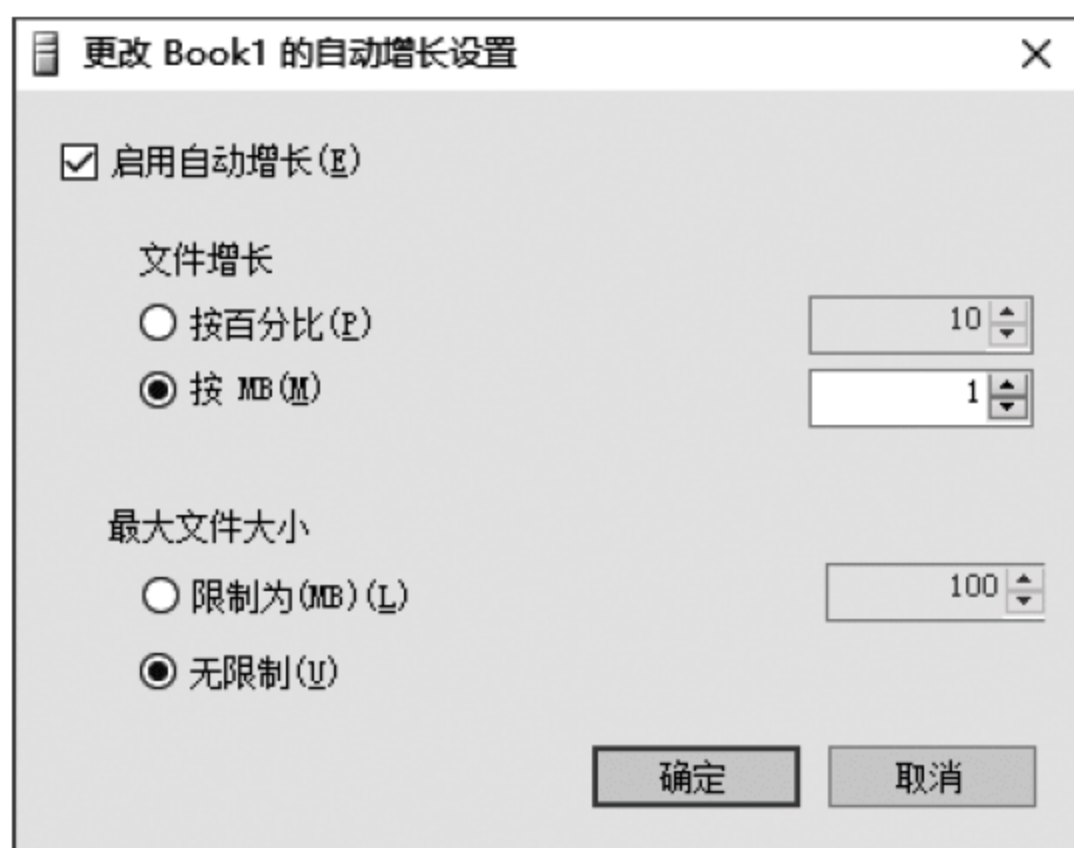 更改 Book1 的自动增长设置
启用自动增长(E)
文件增长
按百分比(P) 10
按 MB(M) 1
最大文件大小
限制为(MB)(L) 100
无限制(U)
确定 取消